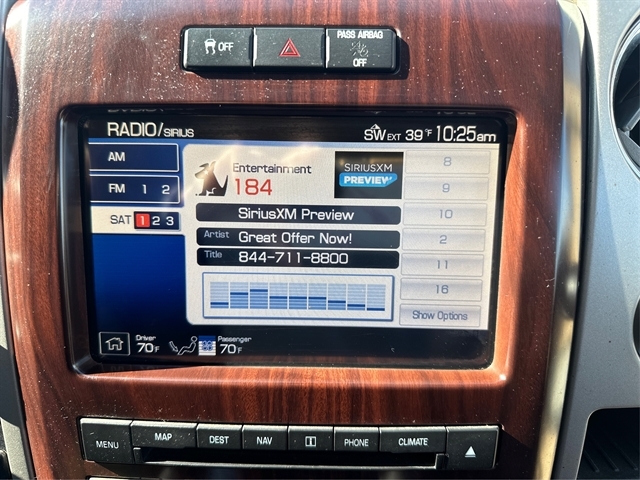 OFF
PASS AIRBAG
OFF
RADIO/SIRIUS
SW EXT 39 °F 10:25am
AM
FM 1 2
SAT 1 2 3
Entertainment
184
SIRIUSXM
PREVIEW
SiriusXM Preview
Artist Great Offer Now!
Title 844-711-8800
8
9
10
2
11
16
Show Options
Driver
70 F
Passenger
70 F
MENU
MAP
DEST
NAV
PHONE
CLIMATE